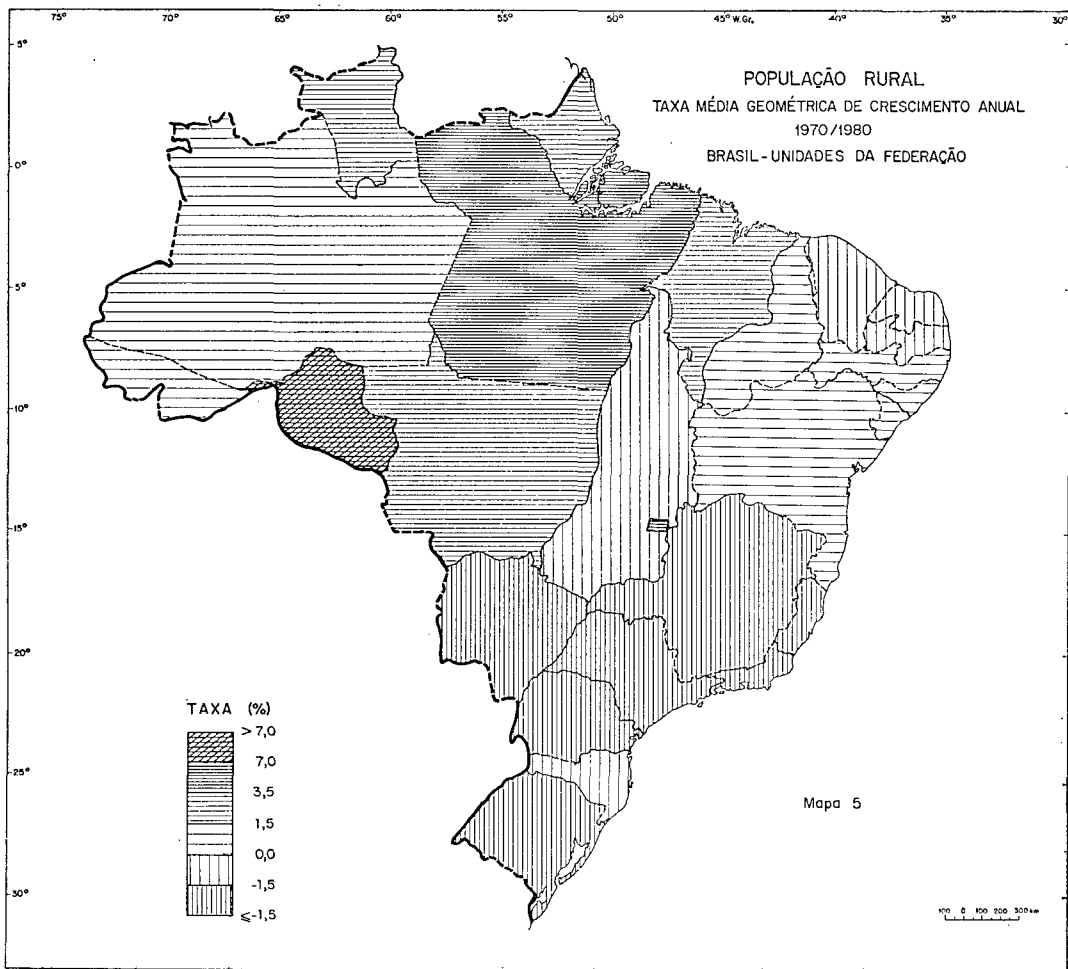 75° 70° 65° 60° 55° 50° 45° W.Gr. 40° 35° 30°
5°
0°
5°
10°
15°
20°
25°
30°
POPULAÇÃO RURAL
TAXA MÉDIA GEOMÉTRICA DE CRESCIMENTO ANUAL
1970/1980
BRASIL-UNIDADES DA FEDERAÇÃO
TAXA (%)
> 7,0
7,0
3,5
1,5
0,0
-1,5
≤-1,5
Mapa 5
100 0 100 200 300 km